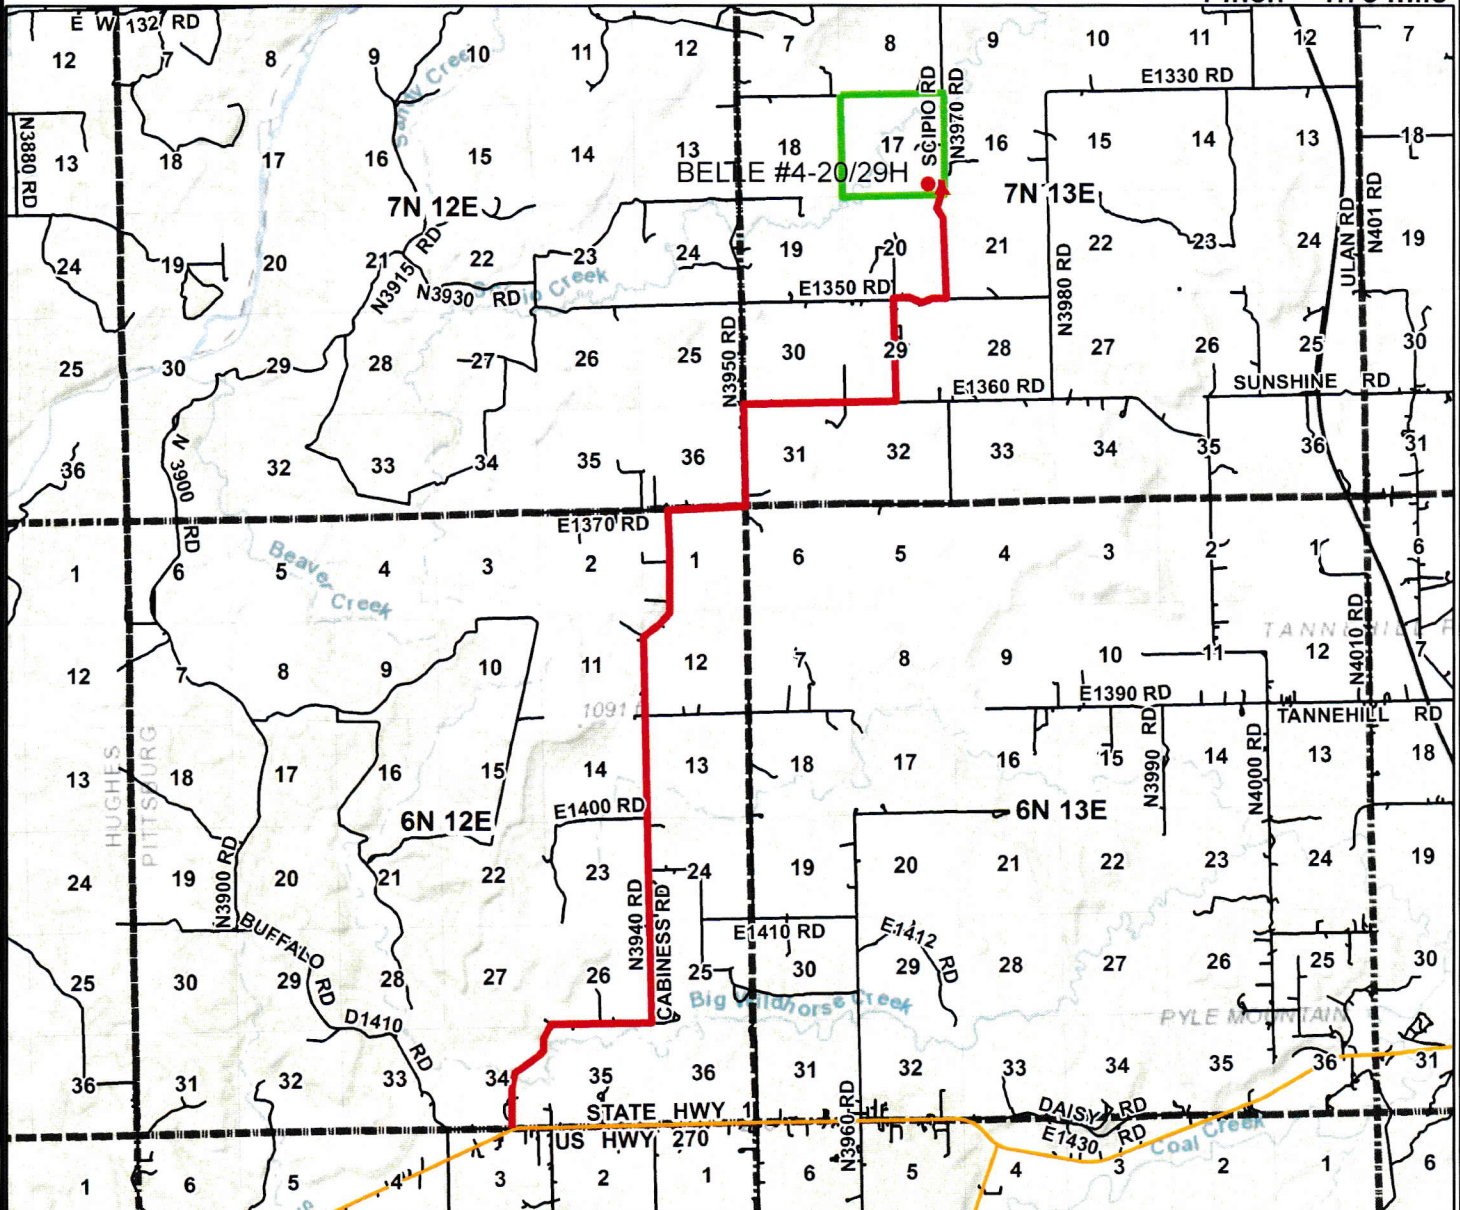 E W 132 RD
12 7 8 9 10 11 12 7 8 9 10 11 12 7
E1330 RD
Sandy Creek
SCIPIO RD
N3970 RD
N3880 RD
13 18 17 16 15 14 13 18 17 16 15 14 13 18
BELLE #4-20/29H
7N 12E
7N 13E
N401 RD
ULAN RD
24 19 20 21 22 23 24 19 20 21 22 23 24 19
N3915 RD
N3930 RD
Creek
E1350 RD
N3980 RD
25 30 29 28 27 26 25 30 29 28 27 26 25 30
N3950 RD
E1360 RD
SUNSHINE RD
36 32 33 34 35 36 31 32 33 34 35 36 31
N 3900 RD
E1370 RD
1 6 5 4 3 2 1 6 5 4 3 2 1 6
Beaver Creek
N4010 RD
12 7 8 9 10 11 12 7 8 9 10 11 12 7
E1390 RD
1091
TANNEHILL RD
HUGHES
PITTSBURG
13 18 17 16 15 14 13 18 17 16 15 14 13 18
N3990 RD
N4000 RD
6N 12E
E1400 RD
6N 13E
24 19 20 21 22 23 24 19 20 21 22 23 24 19
N3900 RD
N3940 RD
CABINESS RD
BUFFALO RD
E1410 RD
E1412 RD
25 30 29 28 27 26 25 30 29 28 27 26 25 30
Big Wildhorse Creek
D1410 RD
PYLE MOUNTAIN
36 31 32 33 34 35 36 31 32 33 34 35 36 31
STATE HWY 1
US HWY 270
N3960 RD
DAISY RD
E1430 RD
Coal Creek
1 6 5 4 3 2 1 6 5 4 3 2 1 6